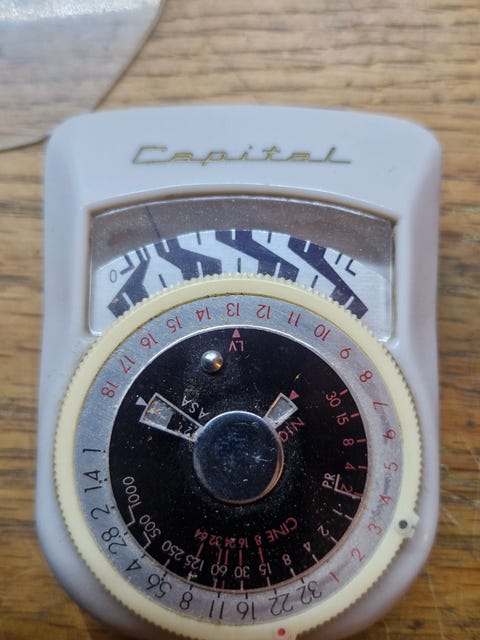 Capital
0
18 17 16 15 14 13 12 11 10 9 8 7 6 5 4 3 2 1
LV
ASA
DIN
30 15 8 4 2
P.R
CINE 8 16 24 32 64
1000 500 250 125 60 30 15 8 4 2
1.4 2 2.8 4 5.6 8 11 16 22 32